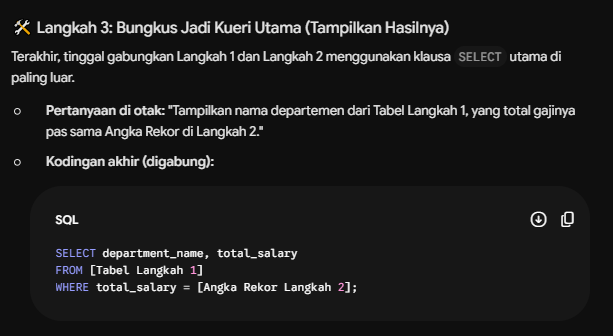 🛠️ Langkah 3: Bungkus Jadi Kueri Utama (Tampilkan Hasilnya)
Terakhir, tinggal gabungkan Langkah 1 dan Langkah 2 menggunakan klausa SELECT utama di
paling luar.
○ Pertanyaan di otak: "Tampilkan nama departemen dari Tabel Langkah 1, yang total gajinya
pas sama Angka Rekor di Langkah 2."
○ Kodingan akhir (digabung):
SQL
SELECT department_name, total_salary
FROM [Tabel Langkah 1]
WHERE total_salary = [Angka Rekor Langkah 2];